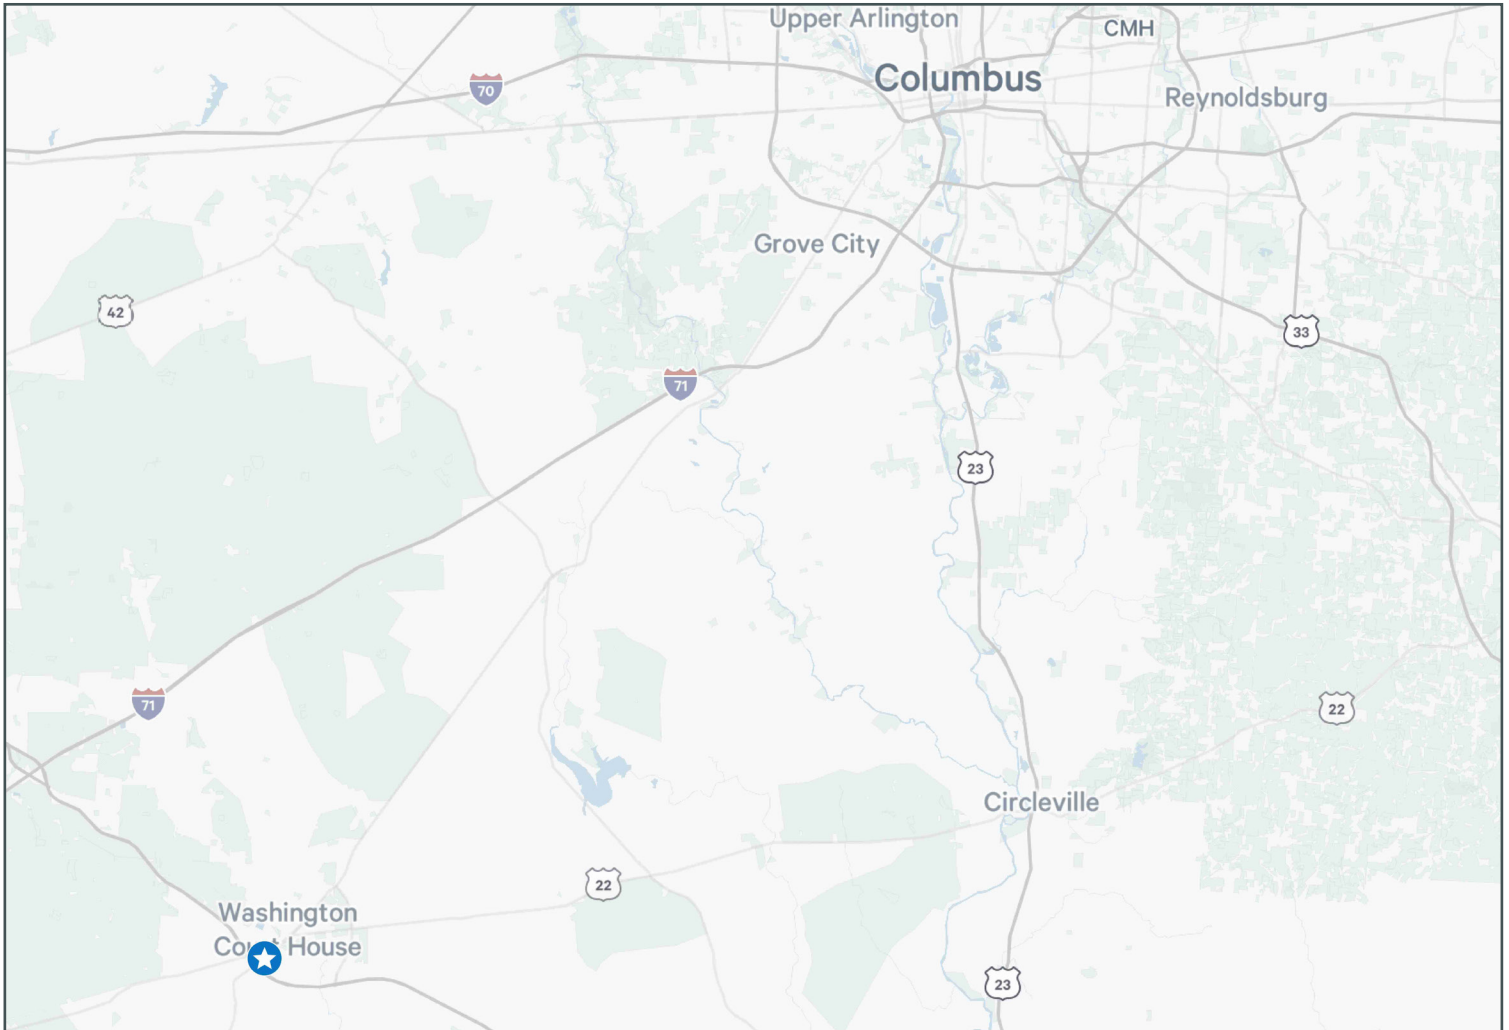 Upper Arlington
CMH
Columbus
70
Reynoldsburg
Grove City
42
33
71
23
71
22
Circleville
22
Washington
Court House
23